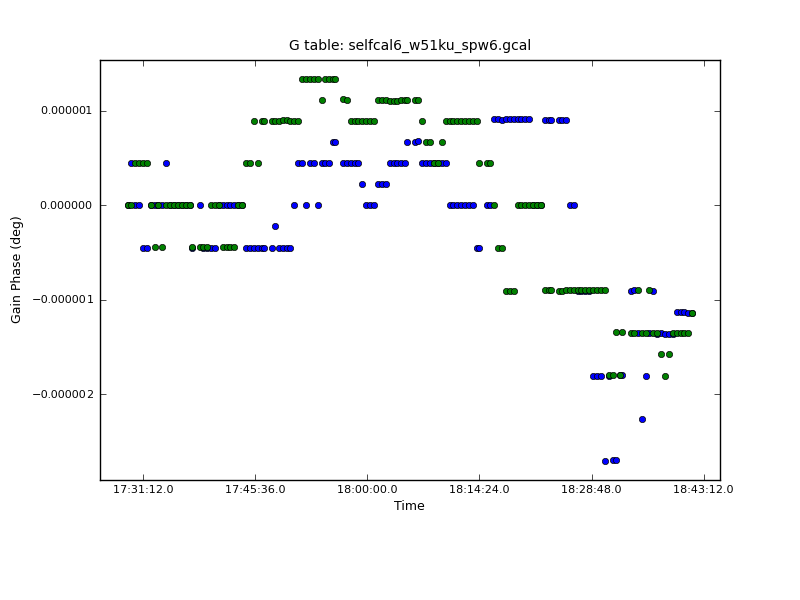 G table: selfcal6_w51ku_spw6.gcal
0.000001
0.000000
−0.000001
−0.000002
Gain Phase (deg)
17:31:12.0 17:45:36.0 18:00:00.0 18:14:24.0 18:28:48.0 18:43:12.0
Time